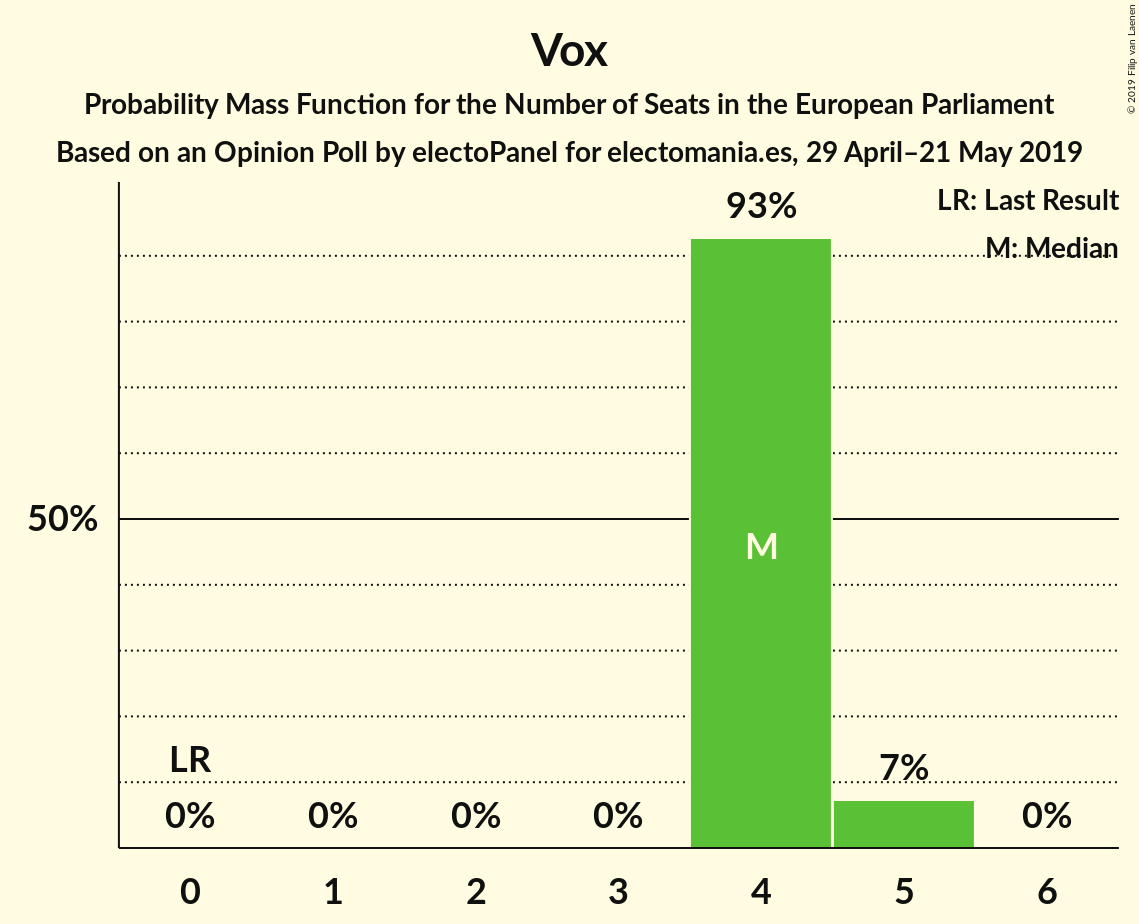 Vox
Probability Mass Function for the Number of Seats in the European Parliament
Based on an Opinion Poll by electoPanel for electomania.es, 29 April–21 May 2019
© 2019 Filip van Laenen
LR: Last Result
M: Median
93%
50%
M
LR
7%
0% 0% 0% 0% 0%
0 1 2 3 4 5 6